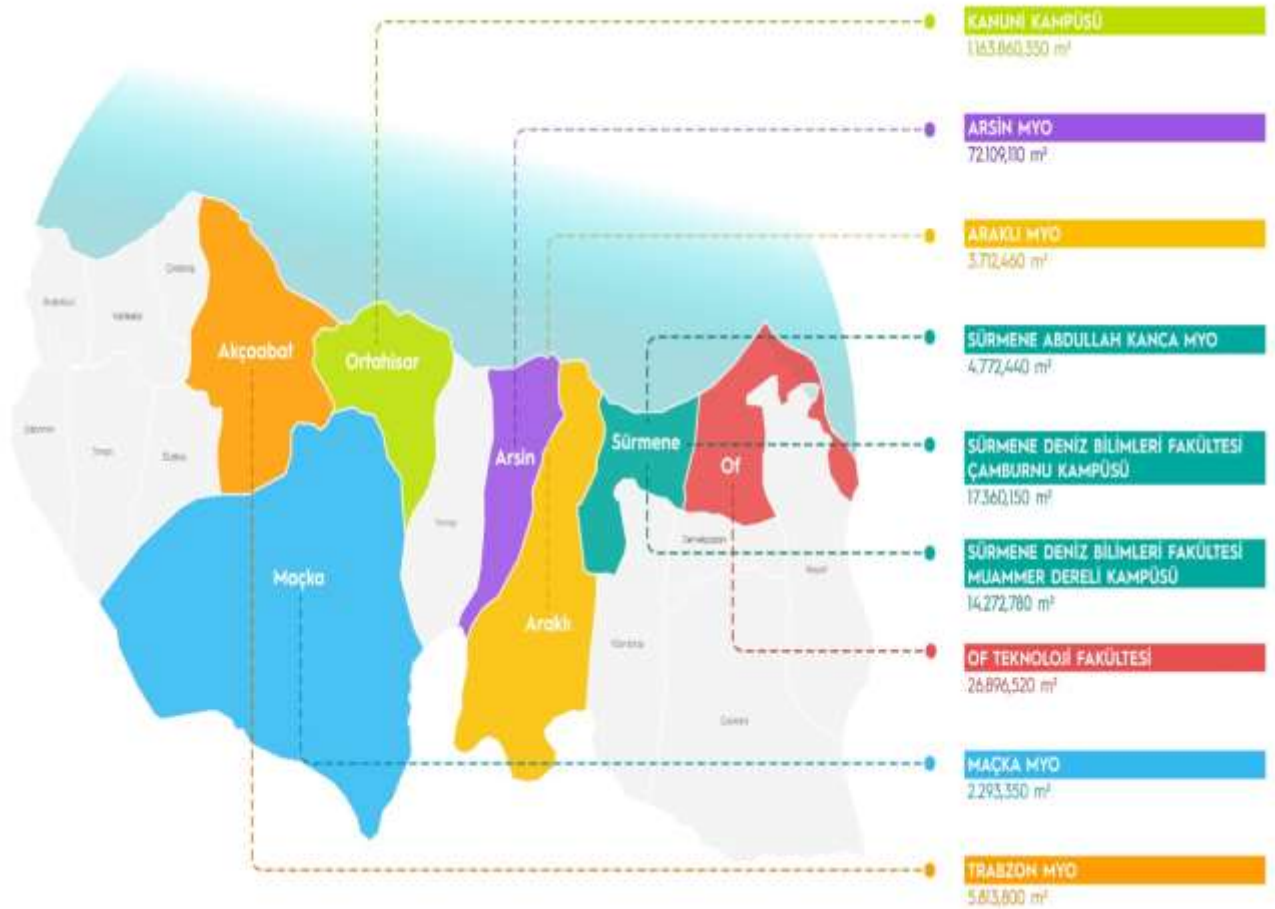 KANUNİ KAMPÜSÜ
1.163.860,350 m²
ARSİN MYO
72.109,110 m²
ARAKLI MYO
3.712,460 m²
SÜRMENE ABDULLAH KANCA MYO
4.772,440 m²
SÜRMENE DENİZ BİLİMLERİ FAKÜLTESİ
ÇAMBURNU KAMPÜSÜ
17.360,150 m²
SÜRMENE DENİZ BİLİMLERİ FAKÜLTESİ
MUAMMER DERELİ KAMPÜSÜ
14.272,780 m²
OF TEKNOLOJİ FAKÜLTESİ
26.896,520 m²
MAÇKA MYO
2.293,350 m²
TRABZON MYO
5.813,800 m²
Akçaabat
Ortahisar
Arsin
Sürmene
Of
Maçka
Araklı